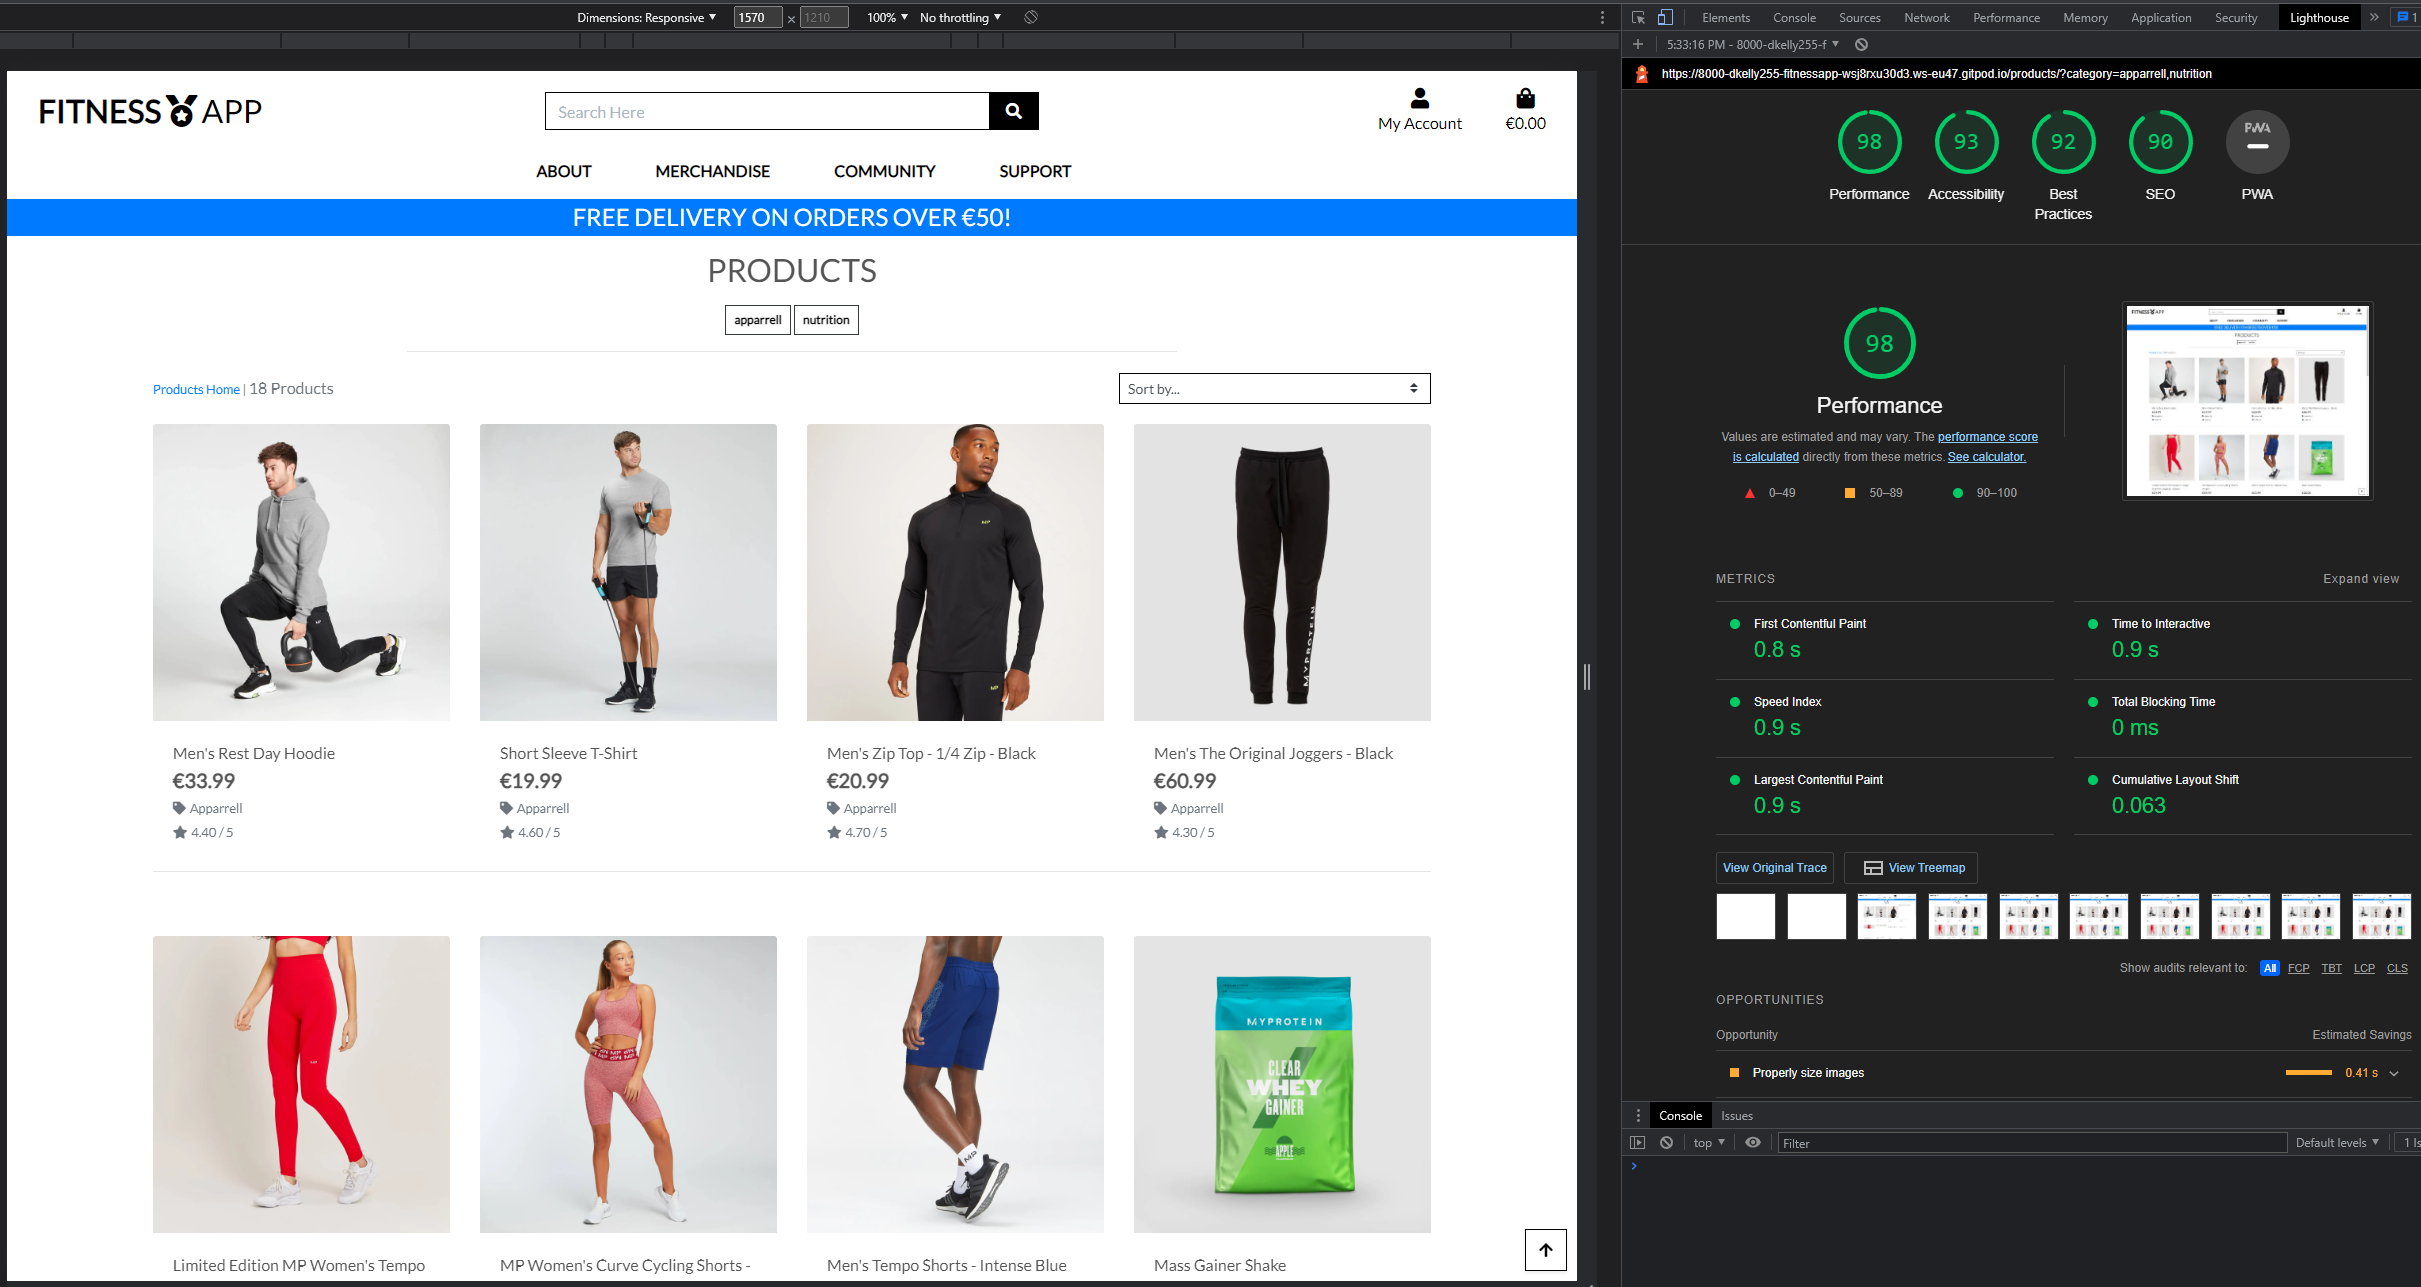 Dimensions: Responsive ▼ 1570 × 1210 100% ▼ No throttling ▼
Elements Console Sources Network Performance Memory Application Security Lighthouse » 1
+ 5:33:16 PM - 8000-dkelly255-f ▼
https://8000-dkelly255-fitnessapp-wsj8rxu30d3.ws-eu47.gitpod.io/products/?category=apparrell,nutrition
FITNESS APP
Search Here
My Account
€0.00
ABOUT MERCHANDISE COMMUNITY SUPPORT
FREE DELIVERY ON ORDERS OVER €50!
PRODUCTS
apparrell nutrition
Products Home | 18 Products
Sort by...
MYPROTEIN
Men's Rest Day Hoodie
€33.99
Apparrell
4.40 / 5
Short Sleeve T-Shirt
€19.99
Apparrell
4.60 / 5
Men's Zip Top - 1/4 Zip - Black
€20.99
Apparrell
4.70 / 5
Men's The Original Joggers - Black
€60.99
Apparrell
4.30 / 5
MYPROTEIN
CLEAR
WHEY
GAINER
APPLE
Limited Edition MP Women's Tempo
MP Women's Curve Cycling Shorts -
Men's Tempo Shorts - Intense Blue
Mass Gainer Shake
98
Performance
93
Accessibility
92
Best
Practices
90
SEO
PWA
PWA
98
Performance
Values are estimated and may vary. The performance score
is calculated directly from these metrics. See calculator.
0–49 50–89 90–100
METRICS
Expand view
First Contentful Paint
0.8 s
Time to Interactive
0.9 s
Speed Index
0.9 s
Total Blocking Time
0 ms
Largest Contentful Paint
0.9 s
Cumulative Layout Shift
0.063
View Original Trace
View Treemap
Show audits relevant to: All FCP TBT LCP CLS
OPPORTUNITIES
Opportunity Estimated Savings
Properly size images 0.41 s
Console Issues
top ▼ Filter Default levels ▼ 1 Is